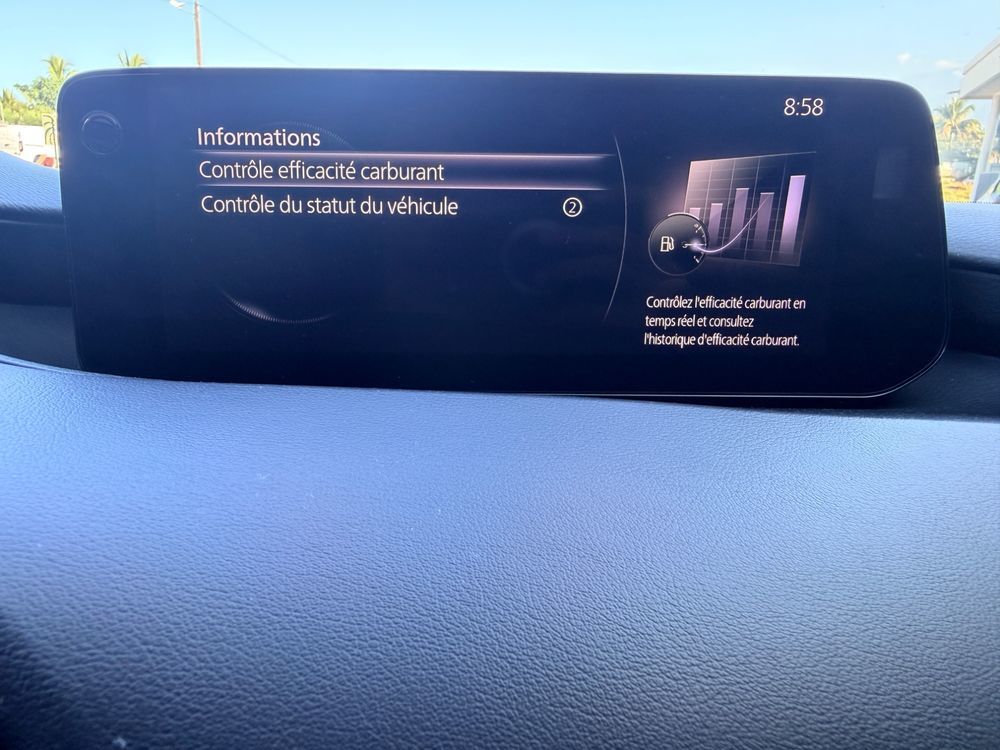 8:58
Informations
Contrôle efficacité carburant
Contrôle du statut du véhicule 2
Contrôlez l'efficacité carburant en
temps réel et consultez
l'historique d'efficacité carburant.